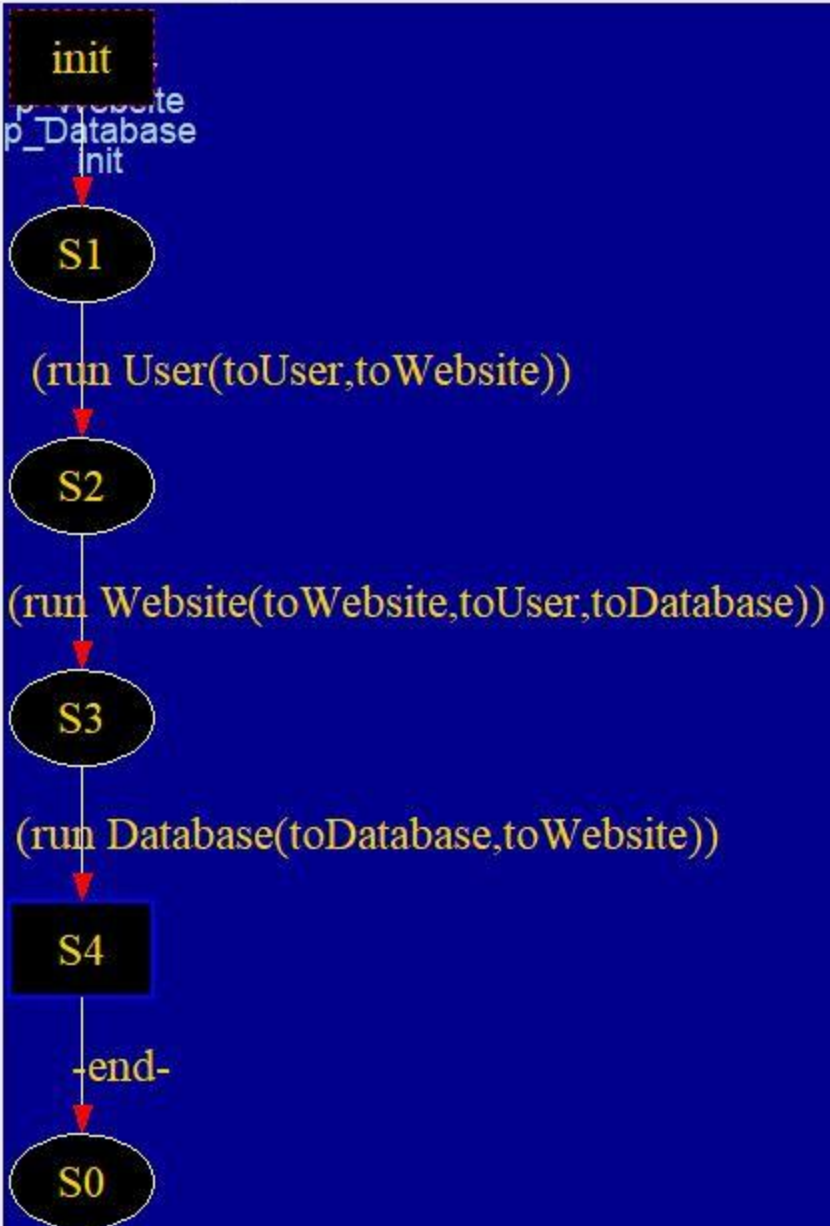 init
p_Website
p_Database
init
S1
(run User(toUser,toWebsite))
S2
(run Website(toWebsite,toUser,toDatabase))
S3
(run Database(toDatabase,toWebsite))
S4
-end-
S0